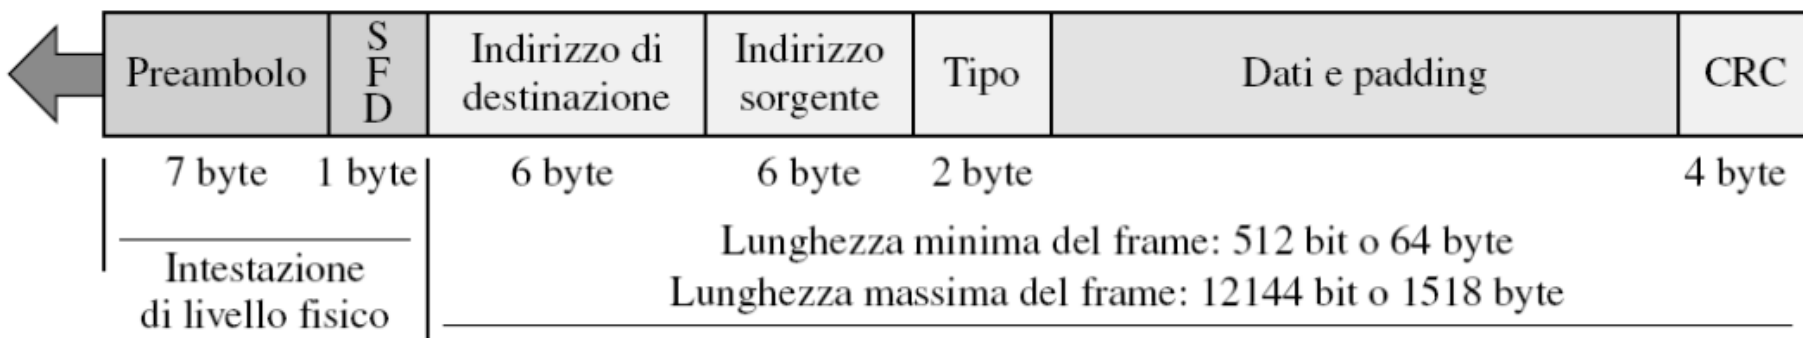 Preambolo
S
F
D
Indirizzo di
destinazione
Indirizzo
sorgente
Tipo
Dati e padding
CRC
7 byte
1 byte
6 byte
6 byte
2 byte
4 byte
Intestazione
di livello fisico
Lunghezza minima del frame: 512 bit o 64 byte
Lunghezza massima del frame: 12144 bit o 1518 byte